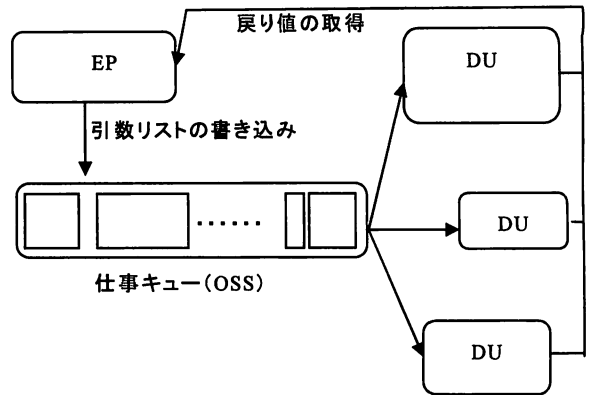 戻り値の取得
EP
DU
引数リストの書き込み
......
DU
仕事キュー(OSS)
DU